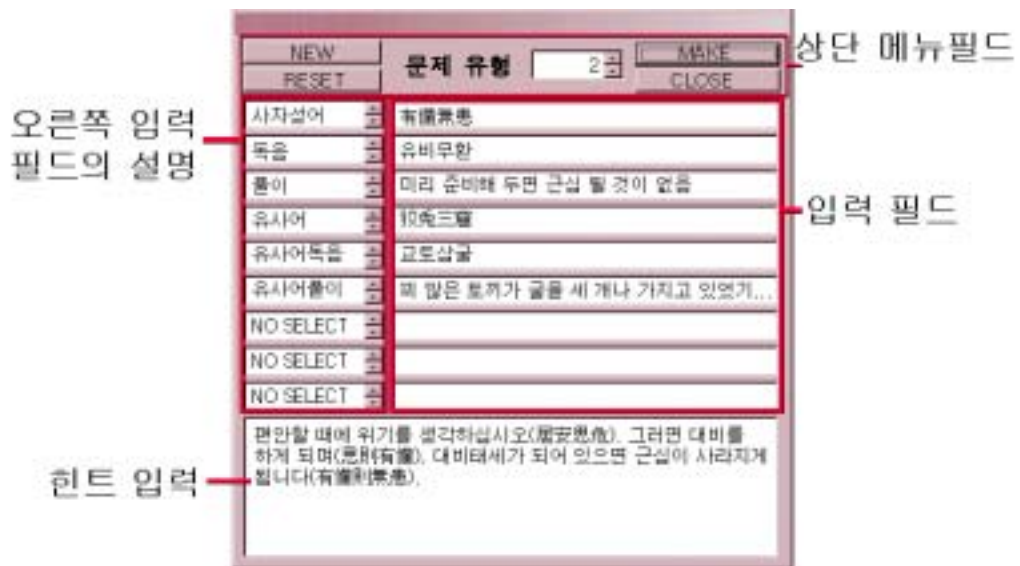 NEW
RESET
문제 유형
2
MAKE
CLOSE
상단 메뉴필드
오른쪽 입력
필드의 설명
사자성어
有備無患
독음
유비무환
풀이
미리 준비해 두면 근심 될 것이 없음
유사어
狡兎三窟
유사어독음
교토삼굴
유사어풀이
꾀 많은 토끼가 굴을 세 개나 가지고 있었기...
NO SELECT
NO SELECT
NO SELECT
입력 필드
힌트 입력
편안할 때에 위기를 생각하십시오(居安思危). 그러면 대비를
하게 되며(思則有備), 대비태세가 되어 있으면 근심이 사라지게
됩니다(有備則無患).